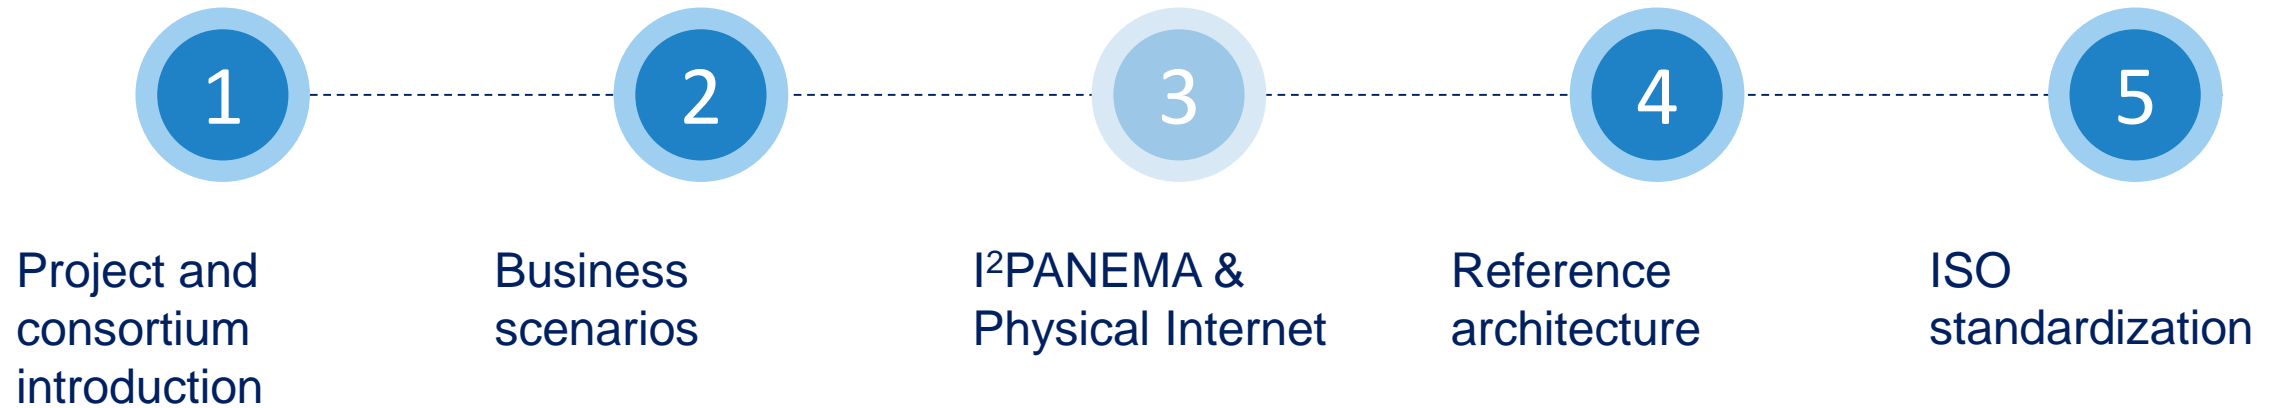 1
2
3
4
5
Project and
consortium
introduction
Business
scenarios
I²PANEMA &
Physical Internet
Reference
architecture
ISO
standardization